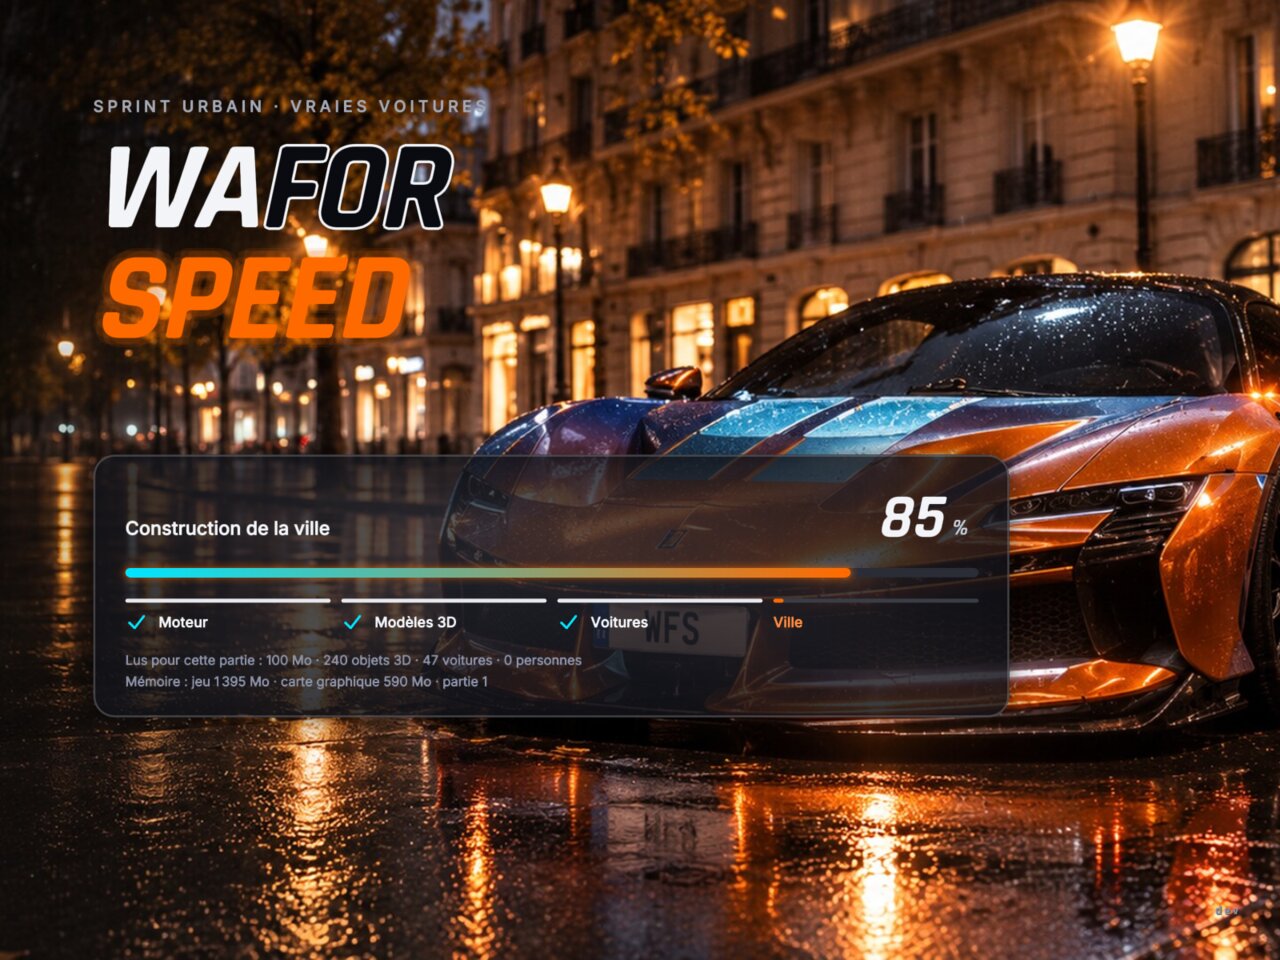 SPRINT URBAIN · VRAIES VOITURES
WAFOR
SPEED
Construction de la ville
85 %
Moteur
Modèles 3D
Voitures
Ville
WFS
Lus pour cette partie : 100 Mo · 240 objets 3D · 47 voitures · 0 personnes
Mémoire : jeu 1 395 Mo · carte graphique 590 Mo · partie 1